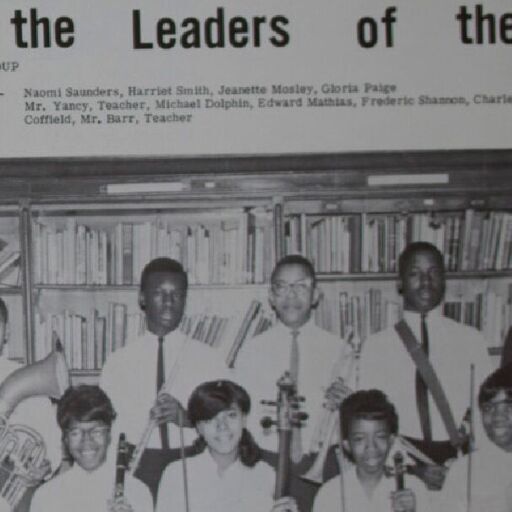 the Leaders of the
OUP
Naomi Saunders, Harriet Smith, Jeanette Mosley, Gloria Paige
Mr. Yancy, Teacher, Michael Dolphin, Edward Mathias, Frederic Shannon, Charle
Coffield, Mr. Barr, Teacher